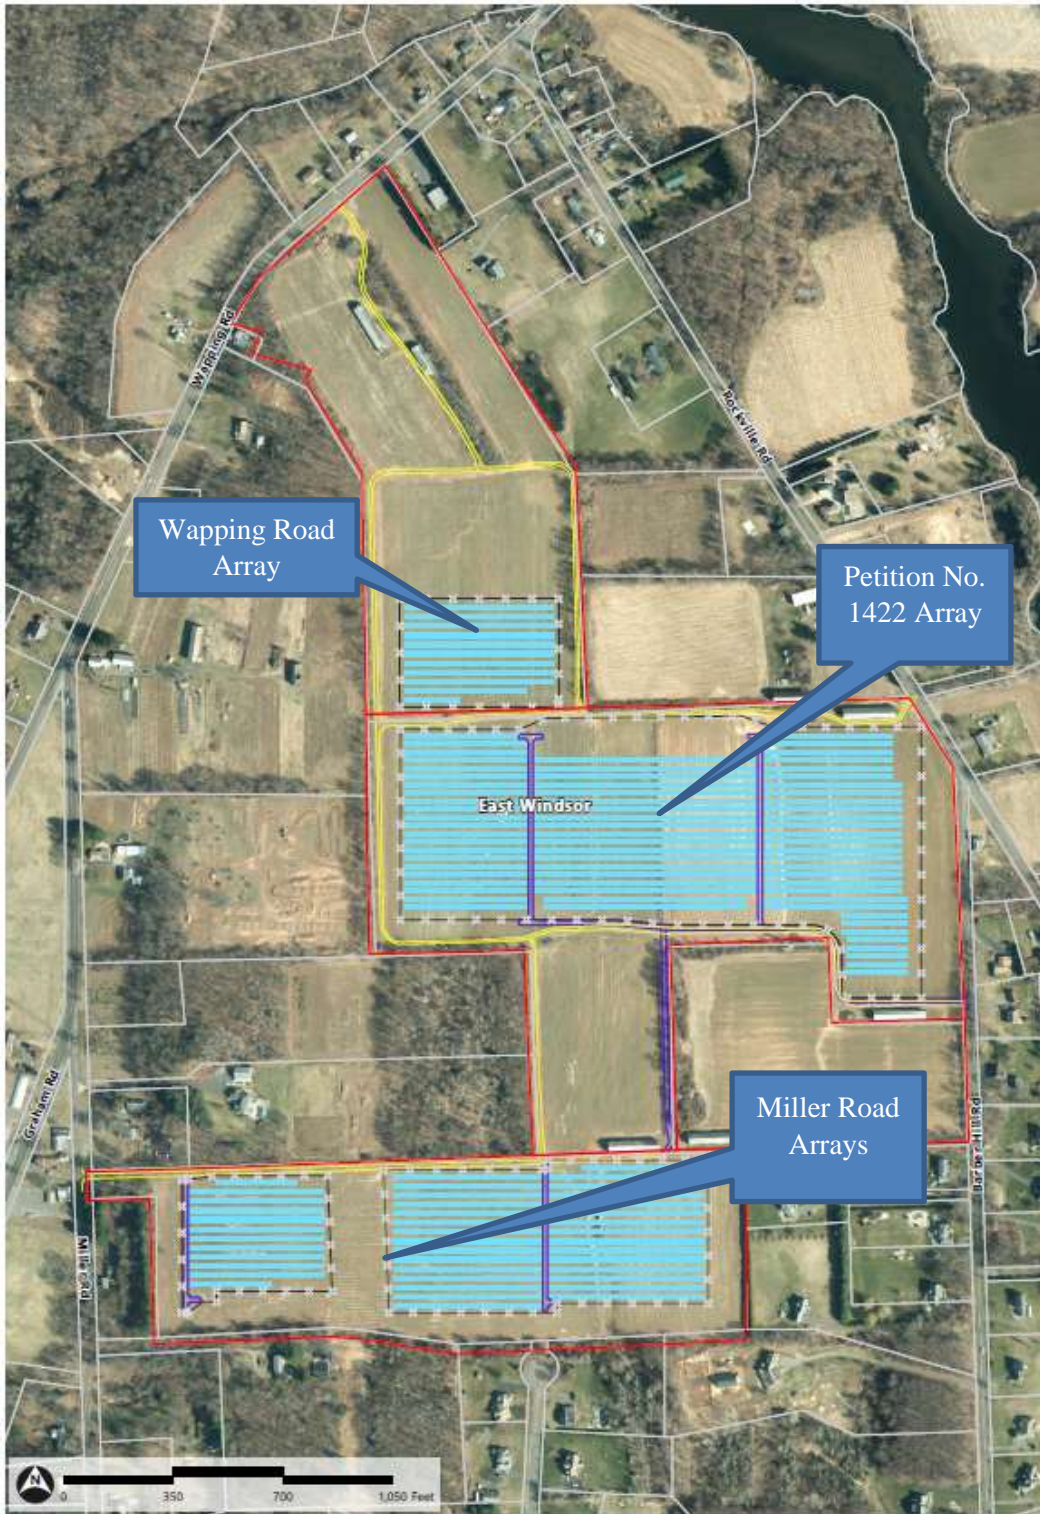 Wapping Rd
Rockville Rd
Wapping Road
Array
Petition No.
1422 Array
East Windsor
Graham Rd
Miller Road
Arrays
Barber Hill Rd
Miller Rd
N
0 350 700 1,050 Feet